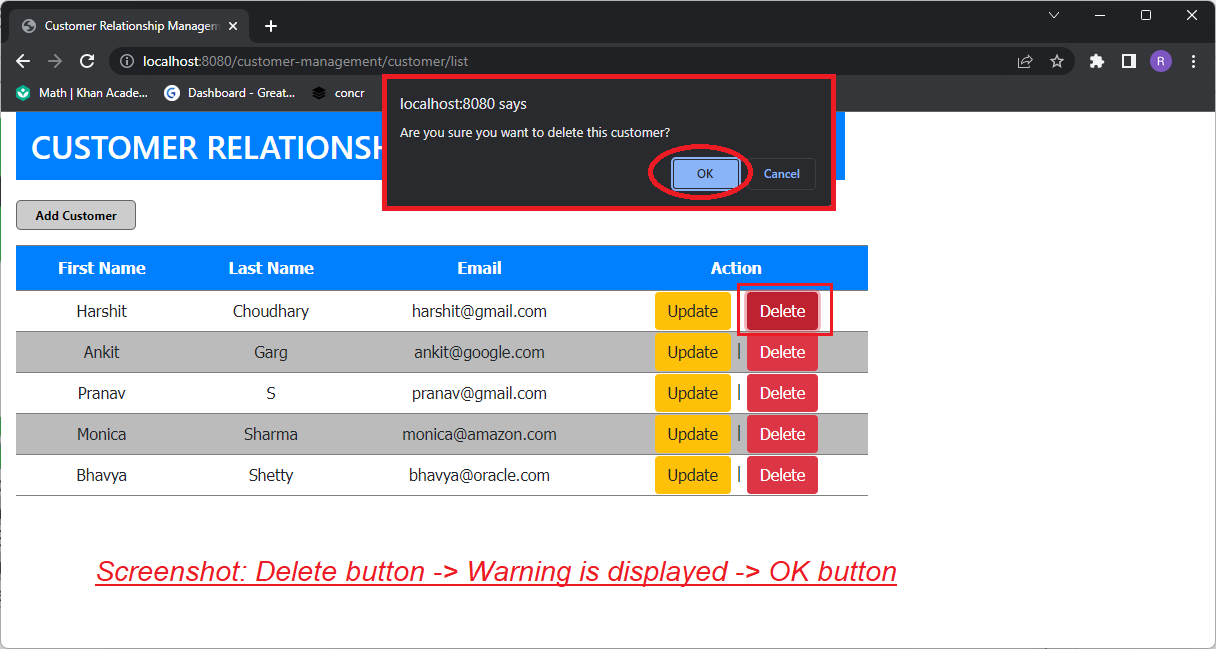 Customer Relationship Managem
localhost:8080/customer-management/customer/list
R
Math | Khan Acade...
Dashboard - Great...
concr
localhost:8080 says
Are you sure you want to delete this customer?
OK Cancel
CUSTOMER RELATIONSH
Add Customer
First Name Last Name Email Action
Harshit Choudhary harshit@gmail.com Update Delete
Ankit Garg ankit@google.com Update | Delete
Pranav S pranav@gmail.com Update | Delete
Monica Sharma monica@amazon.com Update | Delete
Bhavya Shetty bhavya@oracle.com Update | Delete
Screenshot: Delete button -> Warning is displayed -> OK button